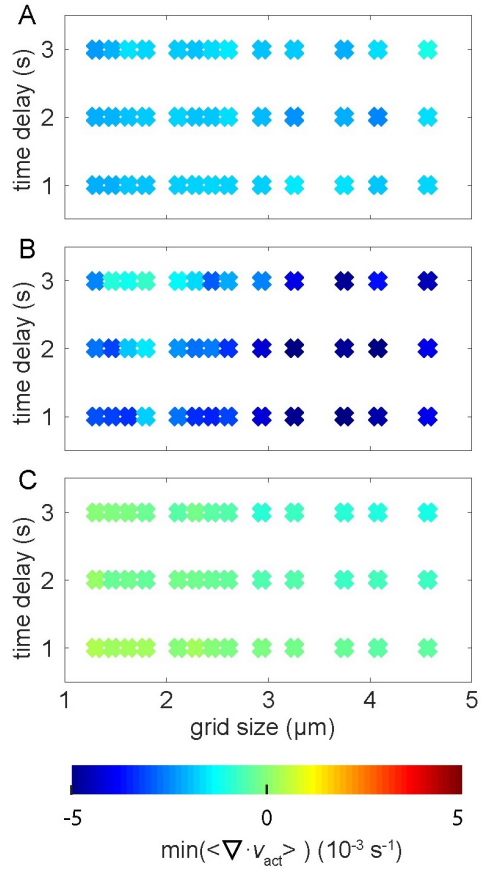 A
time delay (s)
3
2
1
B
time delay (s)
3
2
1
C
time delay (s)
3
2
1
1 2 3 4 5
grid size (µm)
-5 0 5
min(<∇·v_act> ) (10⁻³ s⁻¹)